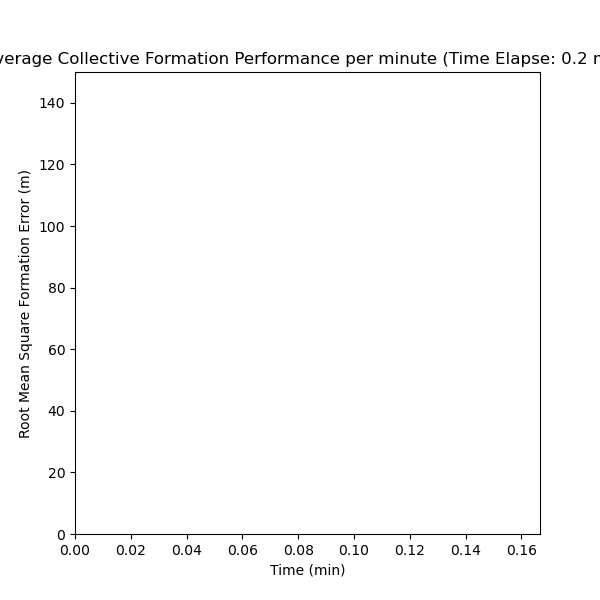 verage Collective Formation Performance per minute (Time Elapse: 0.2 m
140
120
100
80
60
40
20
0
Root Mean Square Formation Error (m)
0.00 0.02 0.04 0.06 0.08 0.10 0.12 0.14 0.16
Time (min)